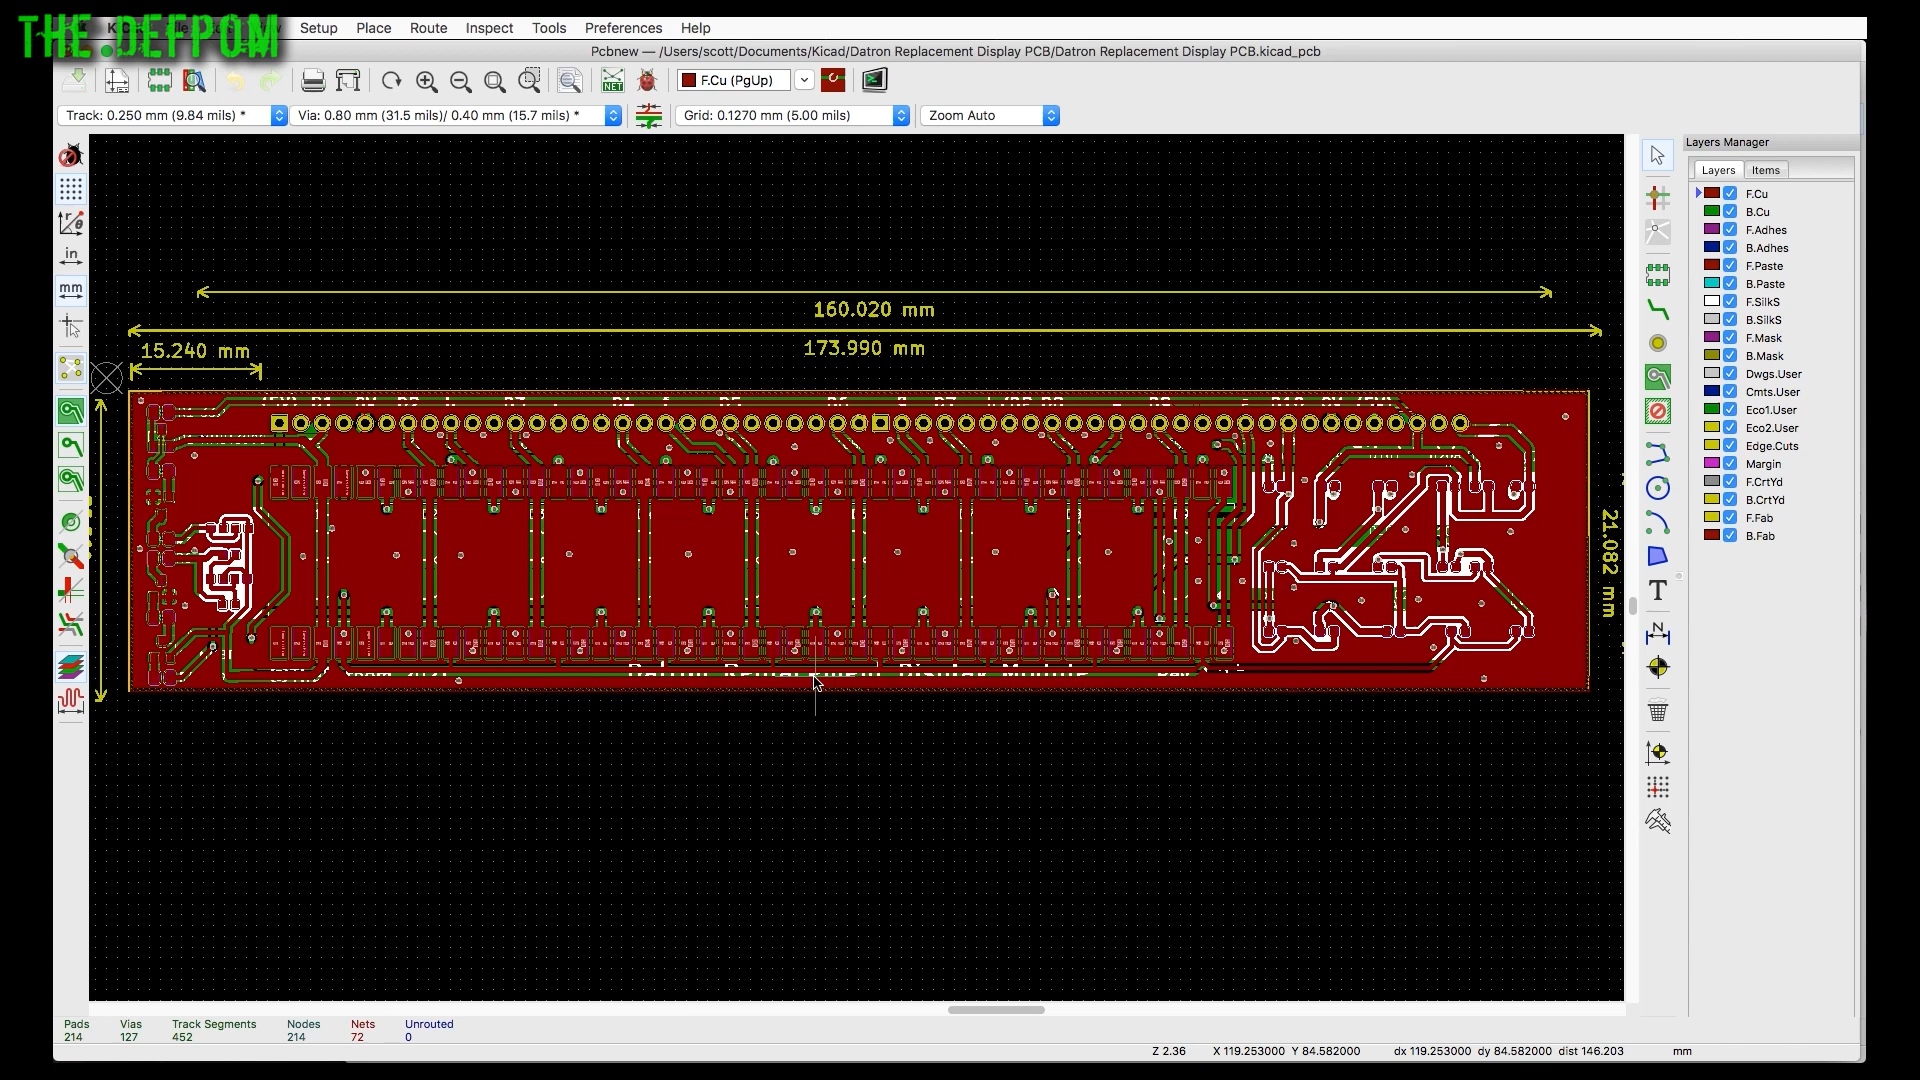 THE DEFPOM
Setup Place Route Inspect Tools Preferences Help
Pcbnew — /Users/scott/Documents/Kicad/Datron Replacement Display PCB/Datron Replacement Display PCB.kicad_pcb
NET
F.Cu (PgUp)
Track: 0.250 mm (9.84 mils) *
Via: 0.80 mm (31.5 mils)/ 0.40 mm (15.7 mils) *
Grid: 0.1270 mm (5.00 mils)
Zoom Auto
in
mm
160.020 mm
173.990 mm
15.240 mm
21.082 mm
Layers Manager
Layers Items
F.Cu
B.Cu
F.Adhes
B.Adhes
F.Paste
B.Paste
F.SilkS
B.SilkS
F.Mask
B.Mask
Dwgs.User
Cmts.User
Eco1.User
Eco2.User
Edge.Cuts
Margin
F.CrtYd
B.CrtYd
F.Fab
B.Fab
Pads Vias Track Segments Nodes Nets Unrouted
214 127 452 214 72 0
Z 2.36 X 119.253000 Y 84.582000 dx 119.253000 dy 84.582000 dist 146.203 mm